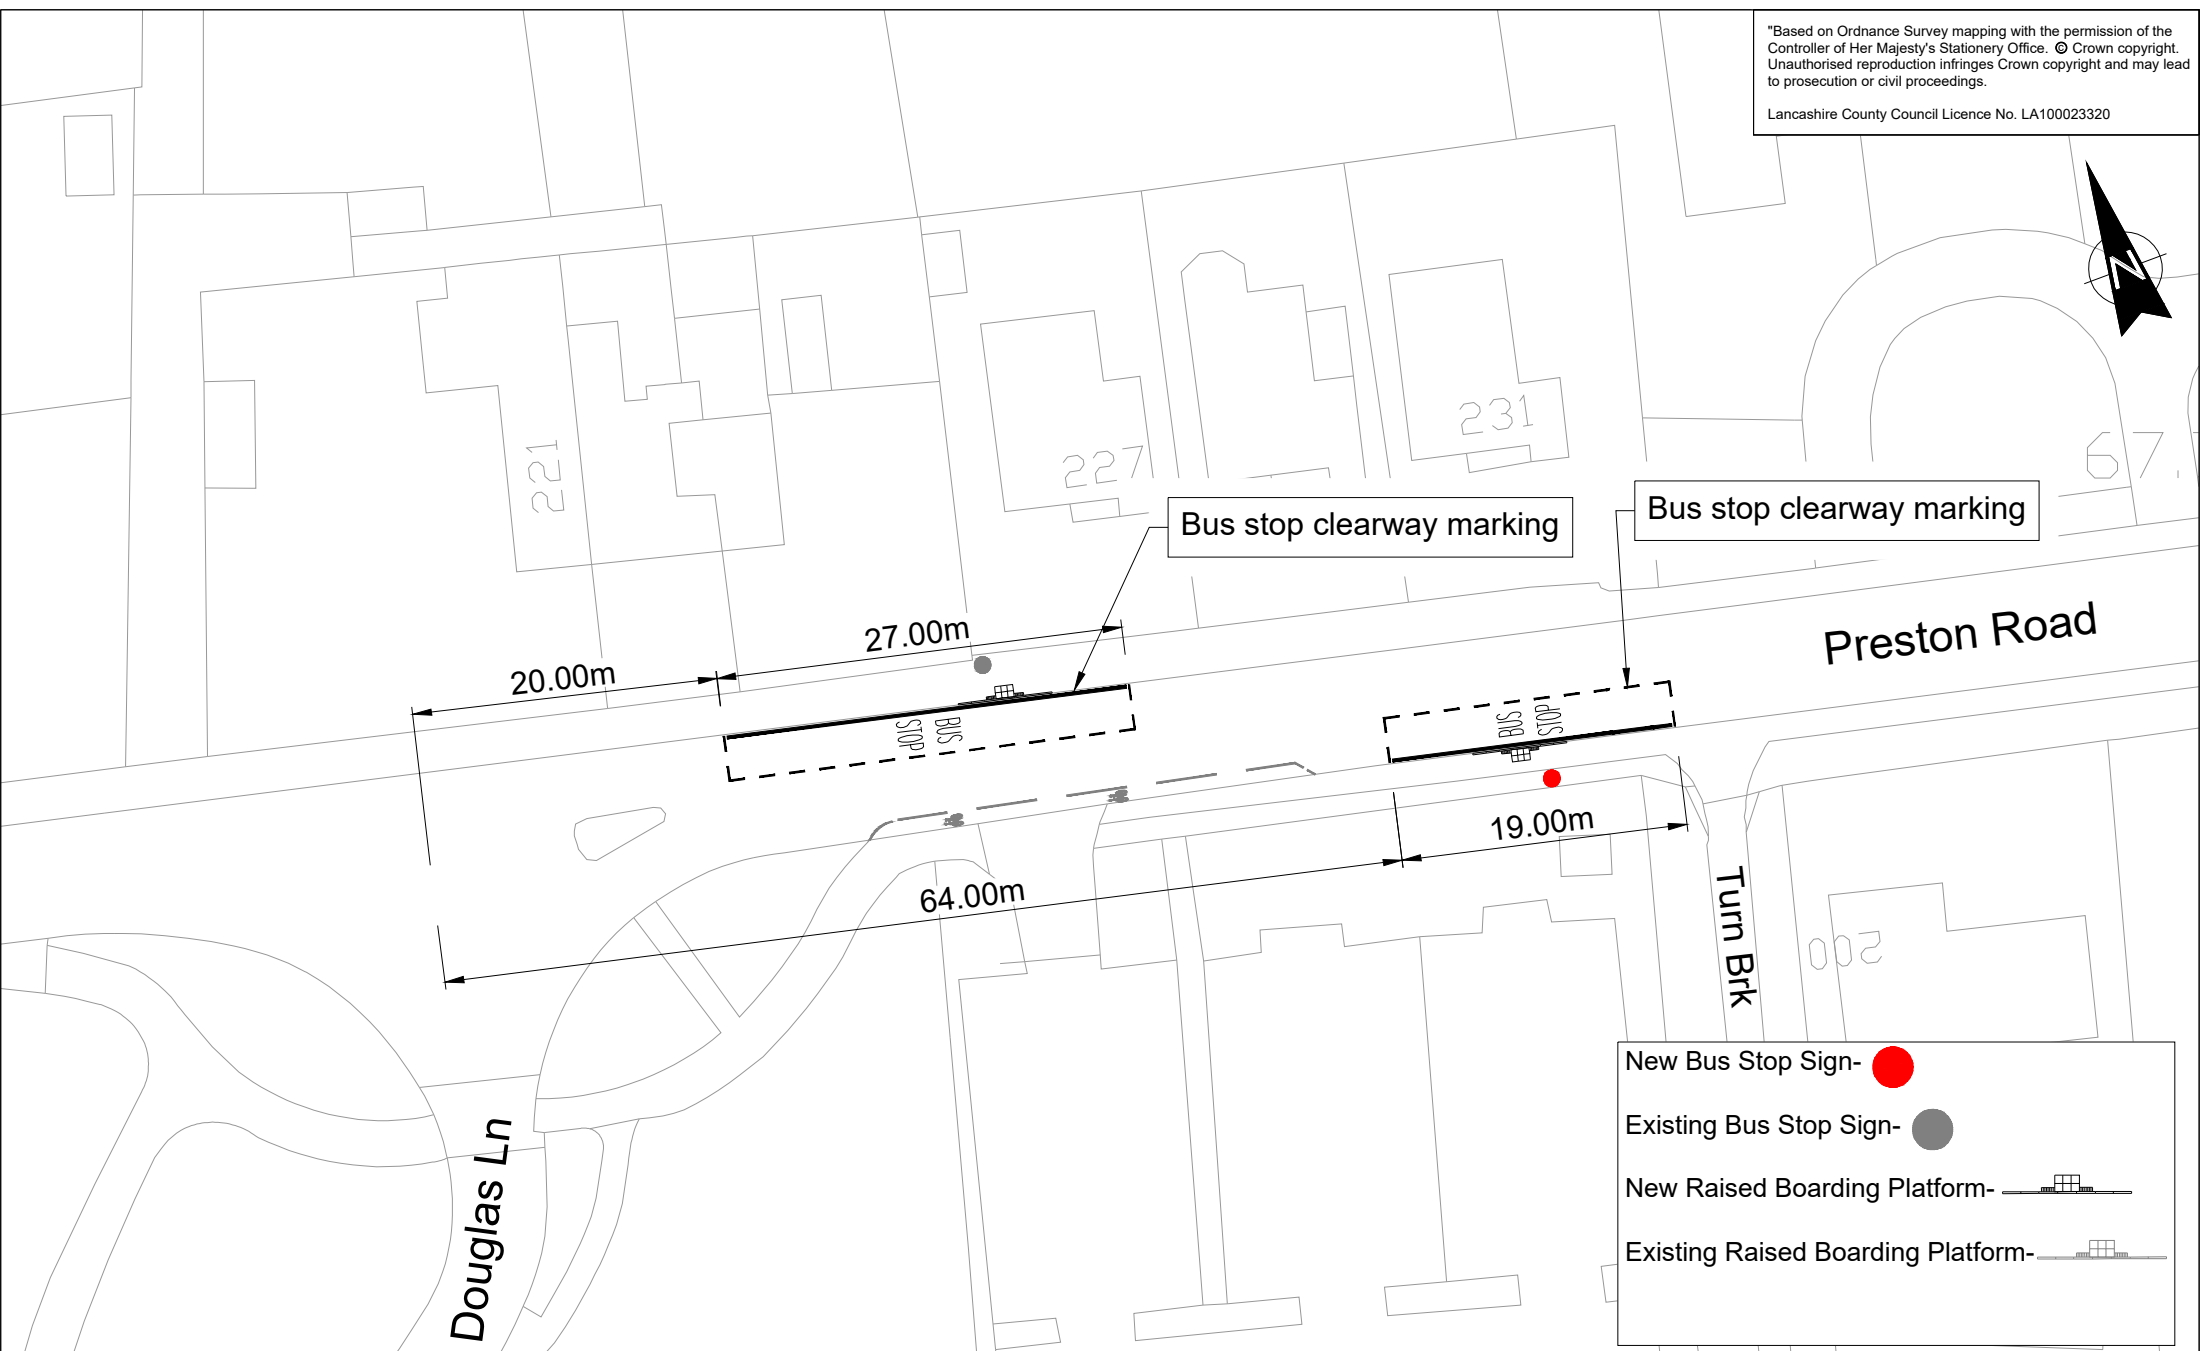 "Based on Ordnance Survey mapping with the permission of the
Controller of Her Majesty's Stationery Office. © Crown copyright.
Unauthorised reproduction infringes Crown copyright and may lead
to prosecution or civil proceedings.
Lancashire County Council Licence No. LA100023320
N
231
67
221
227
Bus stop clearway marking
Bus stop clearway marking
Preston Road
27.00m
20.00m
BUS
STOP
BUS
STOP
19.00m
64.00m
Turn Brk
200
Douglas Ln
New Bus Stop Sign-
Existing Bus Stop Sign-
New Raised Boarding Platform-
Existing Raised Boarding Platform-